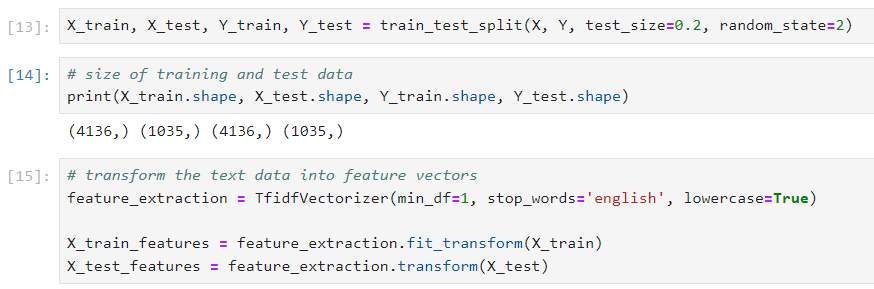 [13]: X_train, X_test, Y_train, Y_test = train_test_split(X, Y, test_size=0.2, random_state=2)
[14]: # size of training and test data
print(X_train.shape, X_test.shape, Y_train.shape, Y_test.shape)
(4136,) (1035,) (4136,) (1035,)
[15]: # transform the text data into feature vectors
feature_extraction = TfidfVectorizer(min_df=1, stop_words='english', lowercase=True)
X_train_features = feature_extraction.fit_transform(X_train)
X_test_features = feature_extraction.transform(X_test)